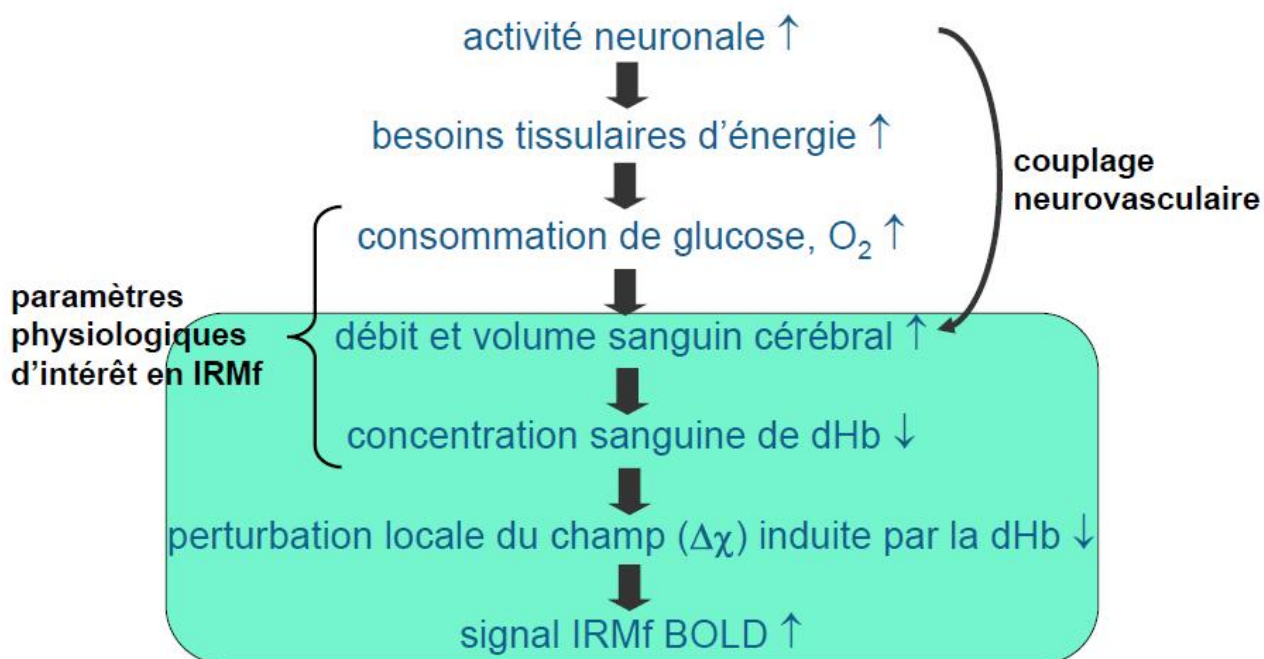 activité neuronale ↑
besoins tissulaires d'énergie ↑
couplage
neurovasculaire
consommation de glucose, O₂ ↑
paramètres
physiologiques
d'intérêt en IRMf
débit et volume sanguin cérébral ↑
concentration sanguine de dHb ↓
perturbation locale du champ (Δχ) induite par la dHb ↓
signal IRMf BOLD ↑